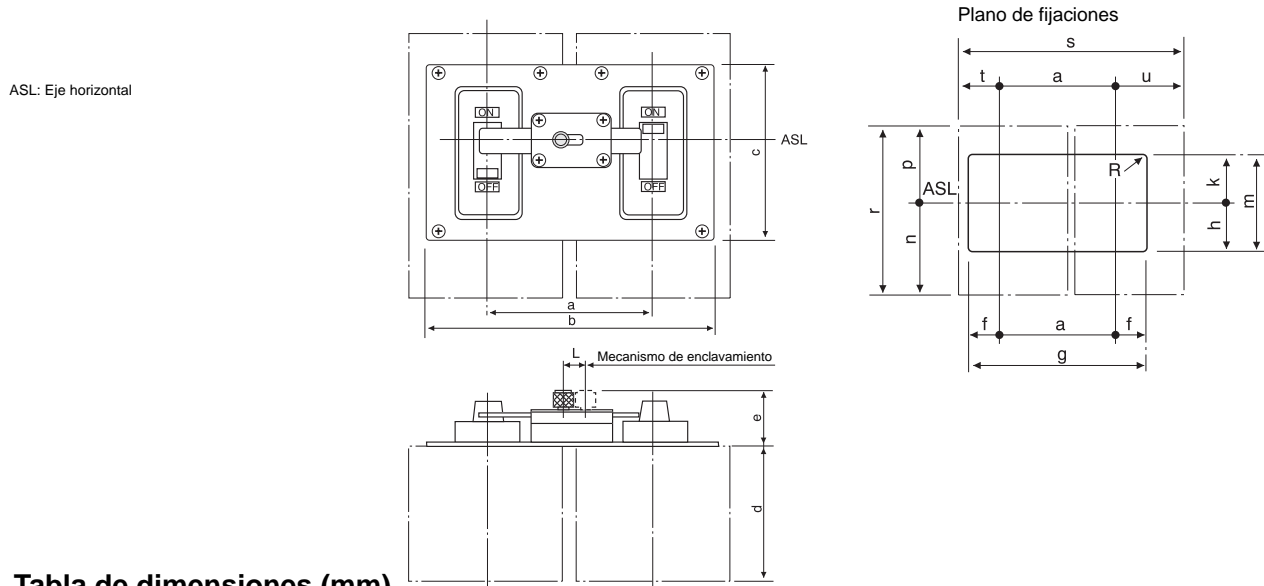 Plano de fijaciones
s
t a u
ASL: Eje horizontal
ON ON
ASL
c
OFF OFF
a
b
p
ASL
R
k
m
r
n
h
f a f
g
L Mecanismo de enclavamiento
e
d
Tabla de dimensiones (mm)